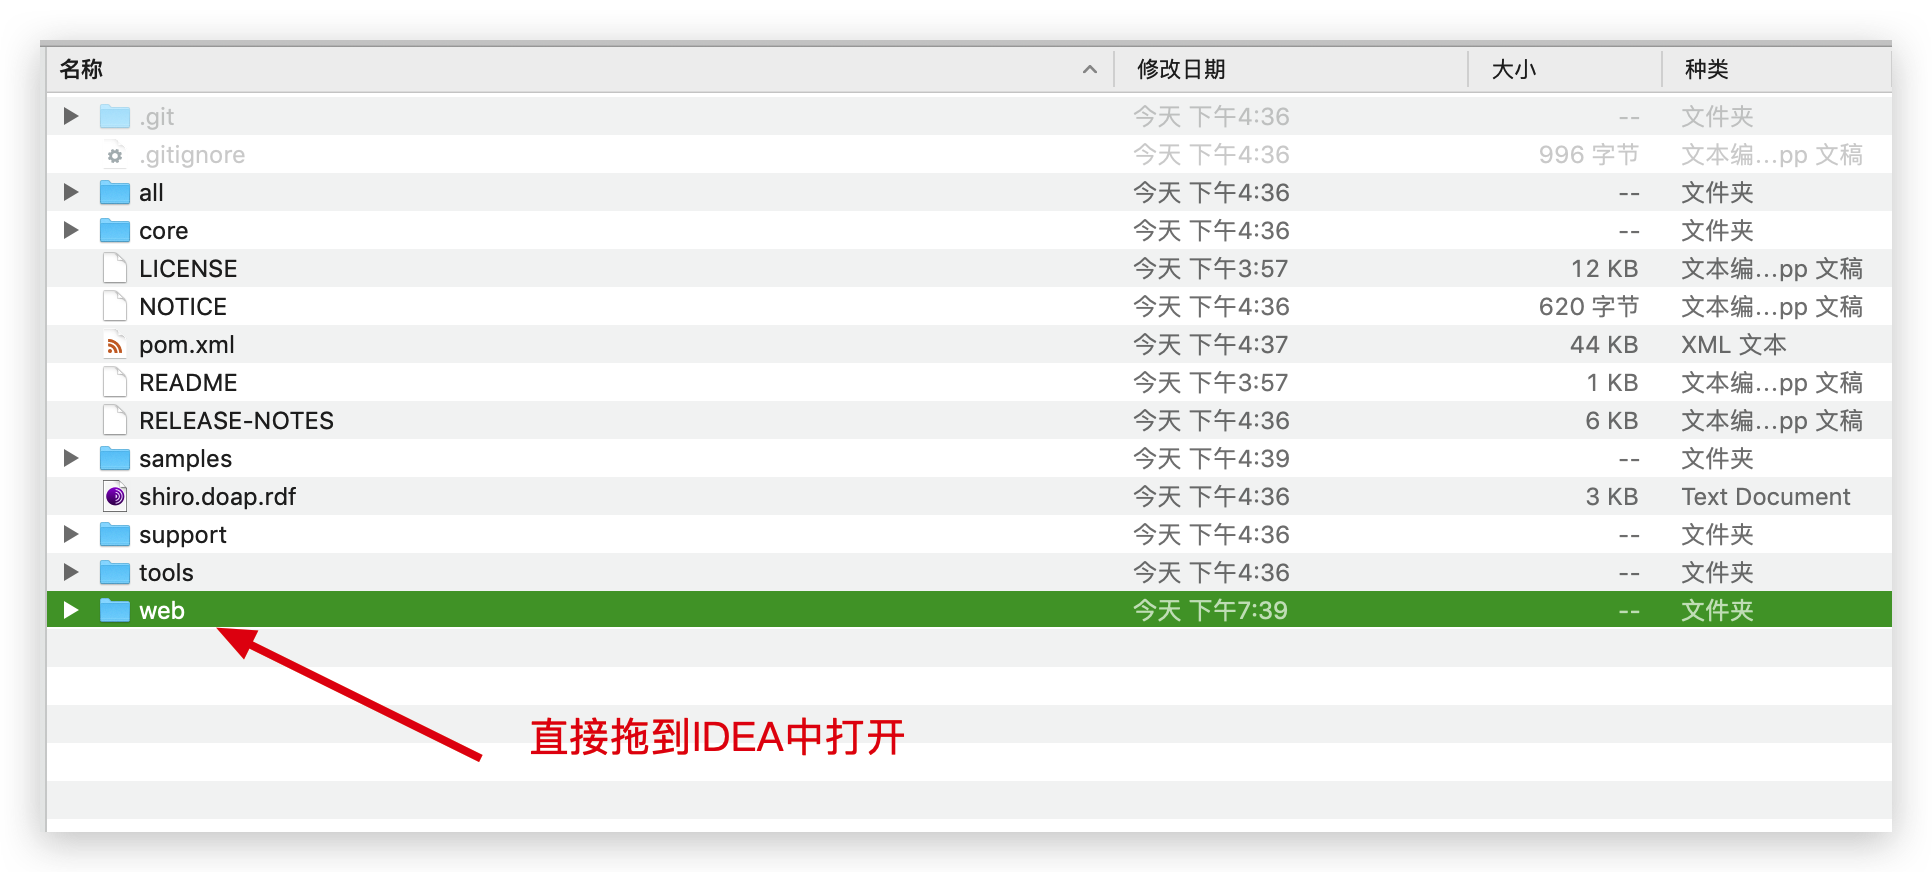 名称 修改日期 大小 种类
.git 今天 下午4:36 -- 文件夹
.gitignore 今天 下午4:36 996 字节 文本编…pp 文稿
all 今天 下午4:36 -- 文件夹
core 今天 下午4:36 -- 文件夹
LICENSE 今天 下午3:57 12 KB 文本编…pp 文稿
NOTICE 今天 下午4:36 620 字节 文本编…pp 文稿
pom.xml 今天 下午4:37 44 KB XML 文本
README 今天 下午3:57 1 KB 文本编…pp 文稿
RELEASE-NOTES 今天 下午4:36 6 KB 文本编…pp 文稿
samples 今天 下午4:39 -- 文件夹
shiro.doap.rdf 今天 下午4:36 3 KB Text Document
support 今天 下午4:36 -- 文件夹
tools 今天 下午4:36 -- 文件夹
web 今天 下午7:39 -- 文件夹
直接拖到IDEA中打开